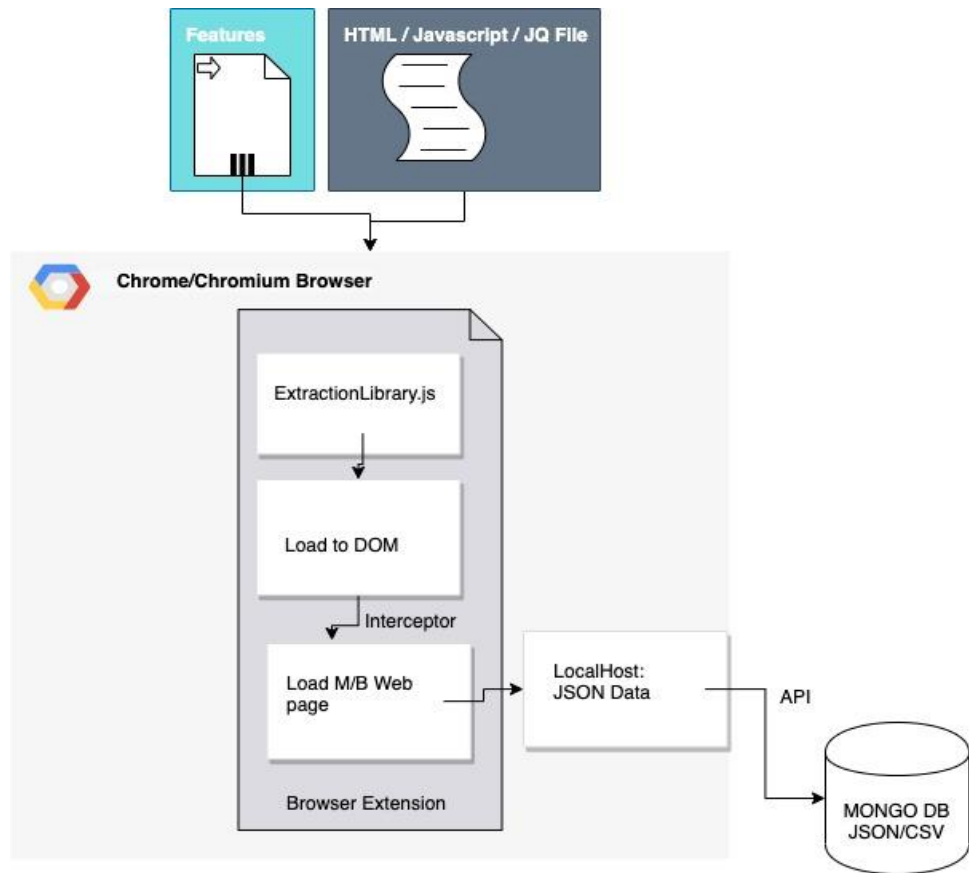 Features
HTML / Javascript / JQ File
Chrome/Chromium Browser
ExtractionLibrary.js
Load to DOM
Interceptor
Load M/B Web
page
LocalHost:
JSON Data
API
Browser Extension
MONGO DB
JSON/CSV